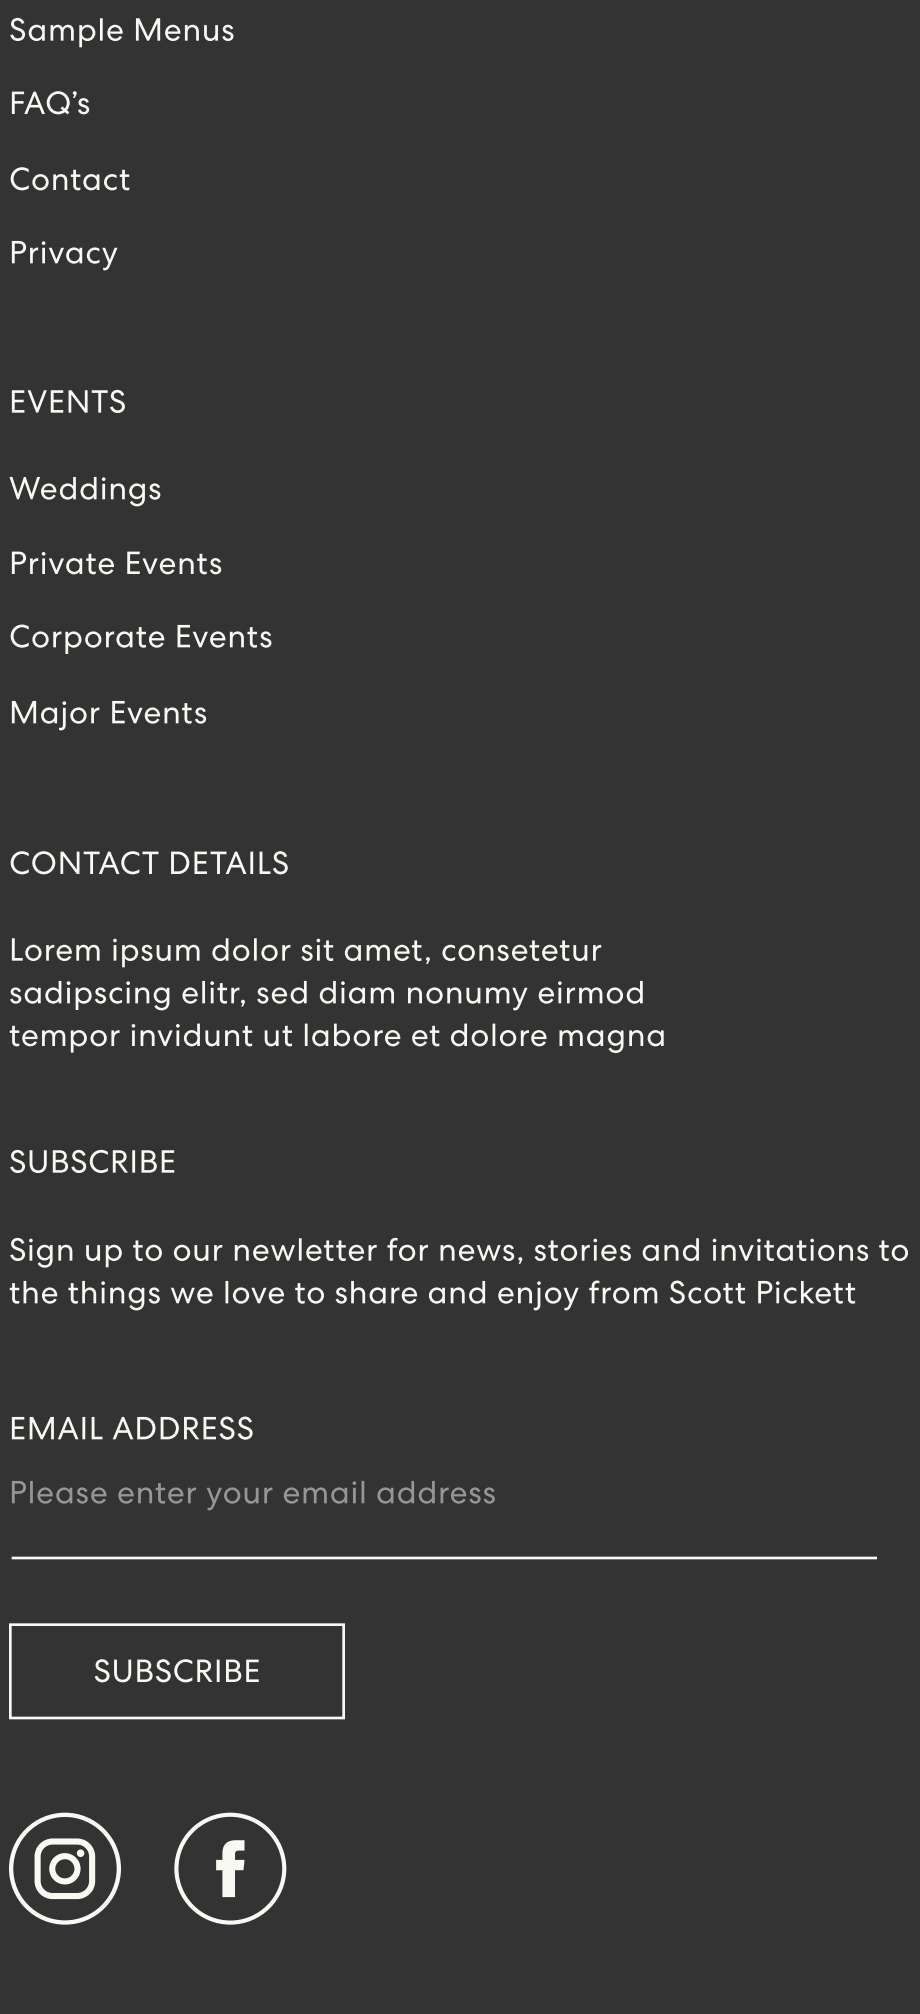 Sample Menus
FAQ’s
Contact
Privacy
EVENTS
Weddings
Private Events
Corporate Events
Major Events
CONTACT DETAILS
Lorem ipsum dolor sit amet, consetetur
sadipscing elitr, sed diam nonumy eirmod
tempor invidunt ut labore et dolore magna
SUBSCRIBE
Sign up to our newletter for news, stories and invitations to
the things we love to share and enjoy from Scott Pickett
EMAIL ADDRESS
Please enter your email address
SUBSCRIBE